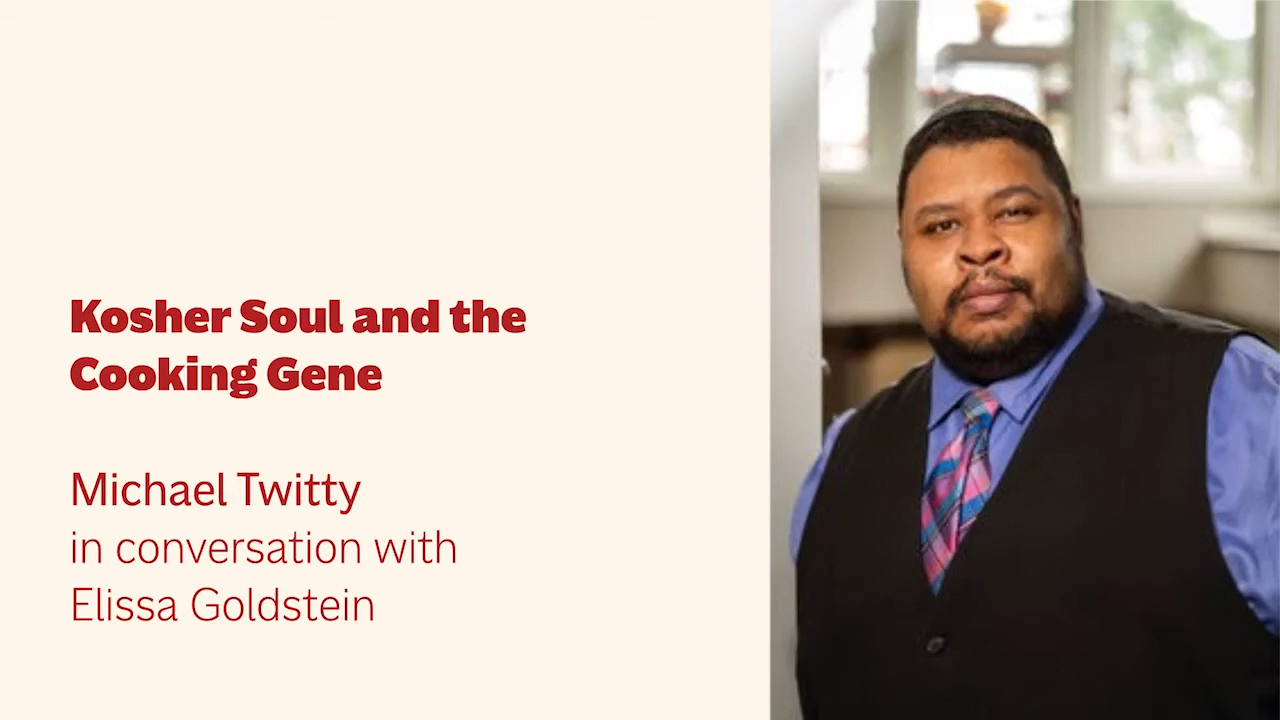 Kosher Soul and the
Cooking Gene
Michael Twitty
in conversation with
Elissa Goldstein